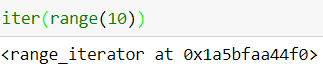 iter(range(10))
<range_iterator at 0x1a5bfaa44f0>